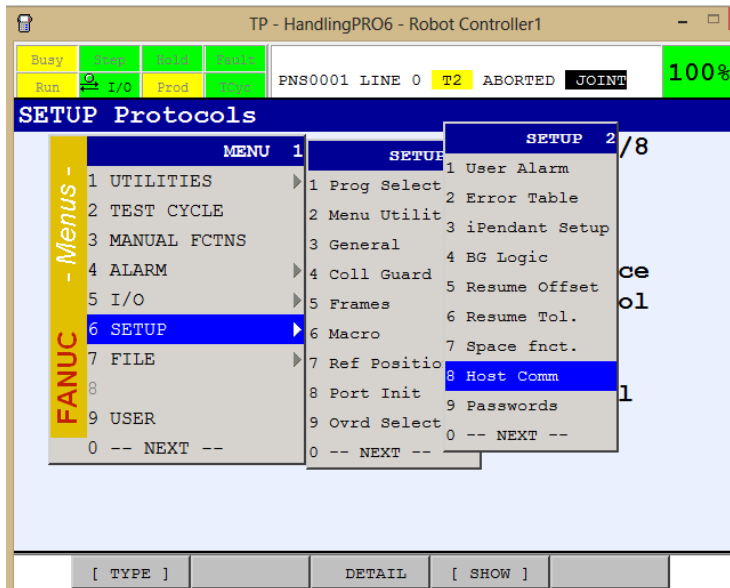 TP - HandlingPRO6 - Robot Controller1
Busy Step Hold Fault
Run I/O Prod TCyc
PNS0001 LINE 0 T2 ABORTED JOINT
100%
SETUP Protocols
/8
FANUC - Menus -
MENU 1
1 UTILITIES
2 TEST CYCLE
3 MANUAL FCTNS
4 ALARM
5 I/O
6 SETUP
7 FILE
8
9 USER
0 -- NEXT --
SETUP
1 Prog Select
2 Menu Utilit
3 General
4 Coll Guard
5 Frames
6 Macro
7 Ref Positio
8 Port Init
9 Ovrd Select
0 -- NEXT --
SETUP 2
1 User Alarm
2 Error Table
3 iPendant Setup
4 BG Logic
5 Resume Offset
6 Resume Tol.
7 Space fnct.
8 Host Comm
9 Passwords
0 -- NEXT --
ce
ol
l
[ TYPE ] DETAIL [ SHOW ]